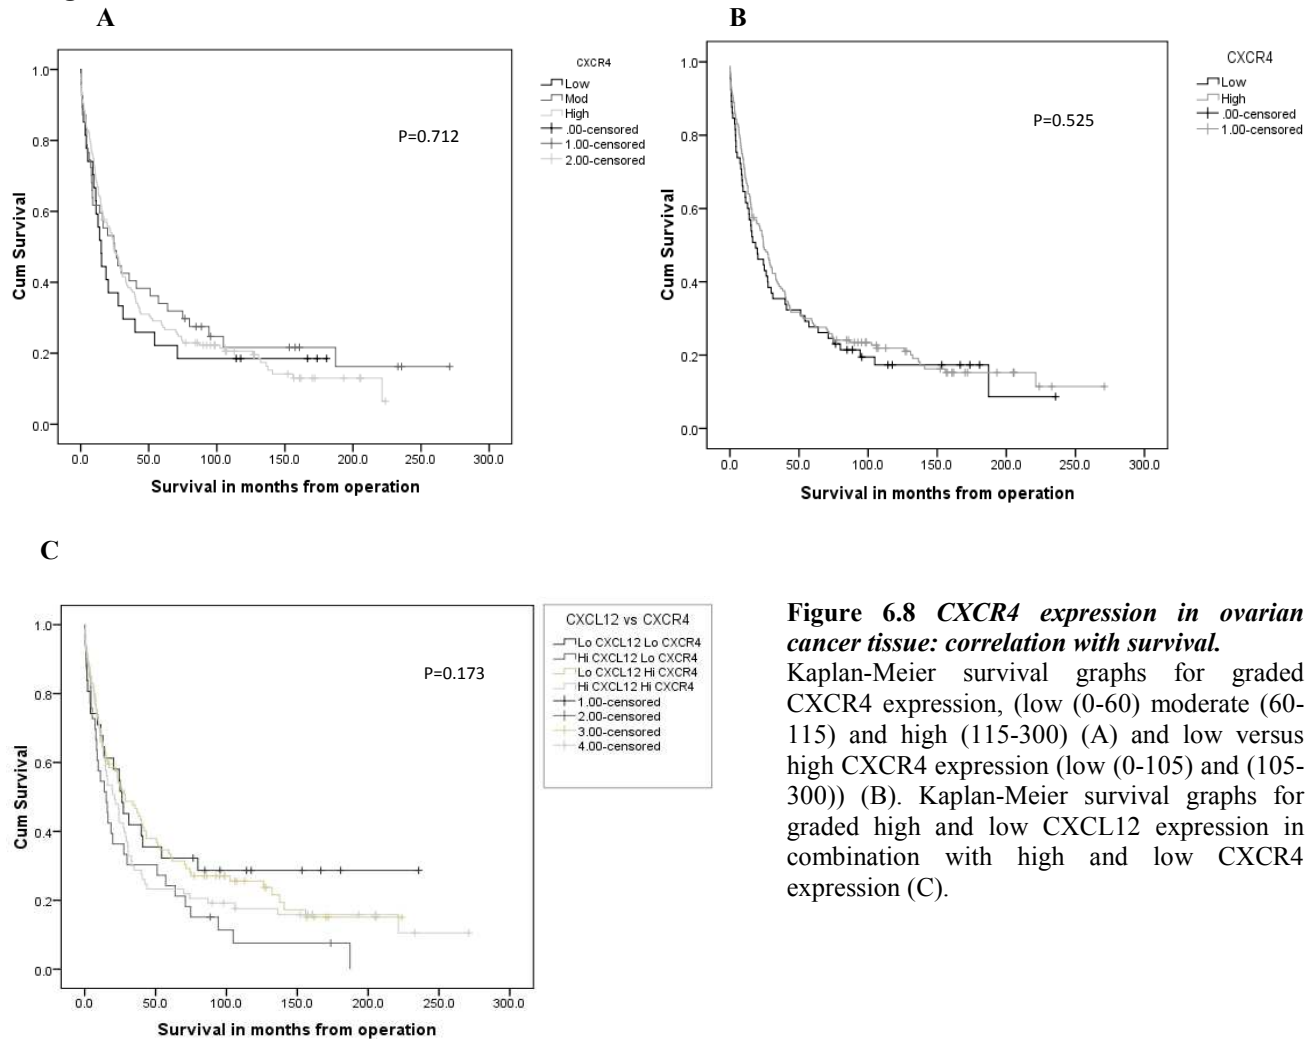 A
CXCR4
Low
Mod
High
.00-censored
1.00-censored
2.00-censored
P=0.712
1.0
0.8
0.6
0.4
0.2
0.0
Cum Survival
0.0 50.0 100.0 150.0 200.0 250.0 300.0
Survival in months from operation
B
CXCR4
Low
High
.00-censored
1.00-censored
P=0.525
1.0
0.8
0.6
0.4
0.2
0.0
Cum Survival
0.0 50.0 100.0 150.0 200.0 250.0 300.0
Survival in months from operation
C
CXCL12 vs CXCR4
Lo CXCL12 Lo CXCR4
Hi CXCL12 Lo CXCR4
Lo CXCL12 Hi CXCR4
Hi CXCL12 Hi CXCR4
1.00-censored
2.00-censored
3.00-censored
4.00-censored
P=0.173
1.0
0.8
0.6
0.4
0.2
0.0
Cum Survival
0.0 50.0 100.0 150.0 200.0 250.0 300.0
Survival in months from operation
Figure 6.8 CXCR4 expression in ovarian
cancer tissue: correlation with survival.
Kaplan-Meier survival graphs for graded
CXCR4 expression, (low (0-60) moderate (60-
115) and high (115-300) (A) and low versus
high CXCR4 expression (low (0-105) and (105-
300)) (B). Kaplan-Meier survival graphs for
graded high and low CXCL12 expression in
combination with high and low CXCR4
expression (C).